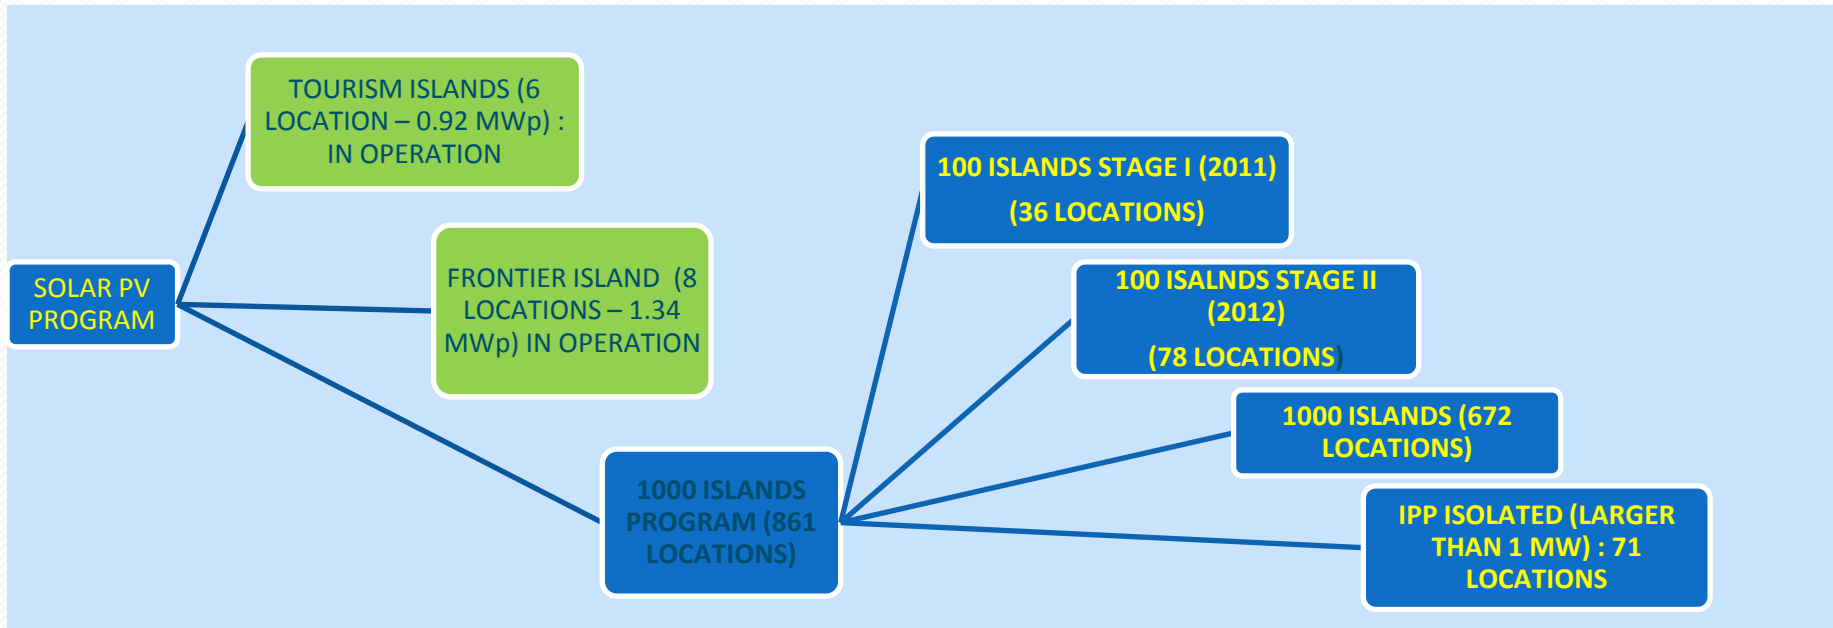 TOURISM ISLANDS (6
LOCATION – 0.92 MWp) :
IN OPERATION
SOLAR PV
PROGRAM
FRONTIER ISLAND  (8
LOCATIONS – 1.34
MWp) IN OPERATION
1000 ISLANDS
PROGRAM (861
LOCATIONS)
100 ISLANDS STAGE I (2011)
(36 LOCATIONS)
100 ISALNDS STAGE II
(2012)
(78 LOCATIONS)
1000 ISLANDS (672
LOCATIONS)
IPP ISOLATED (LARGER
THAN 1 MW) : 71
LOCATIONS